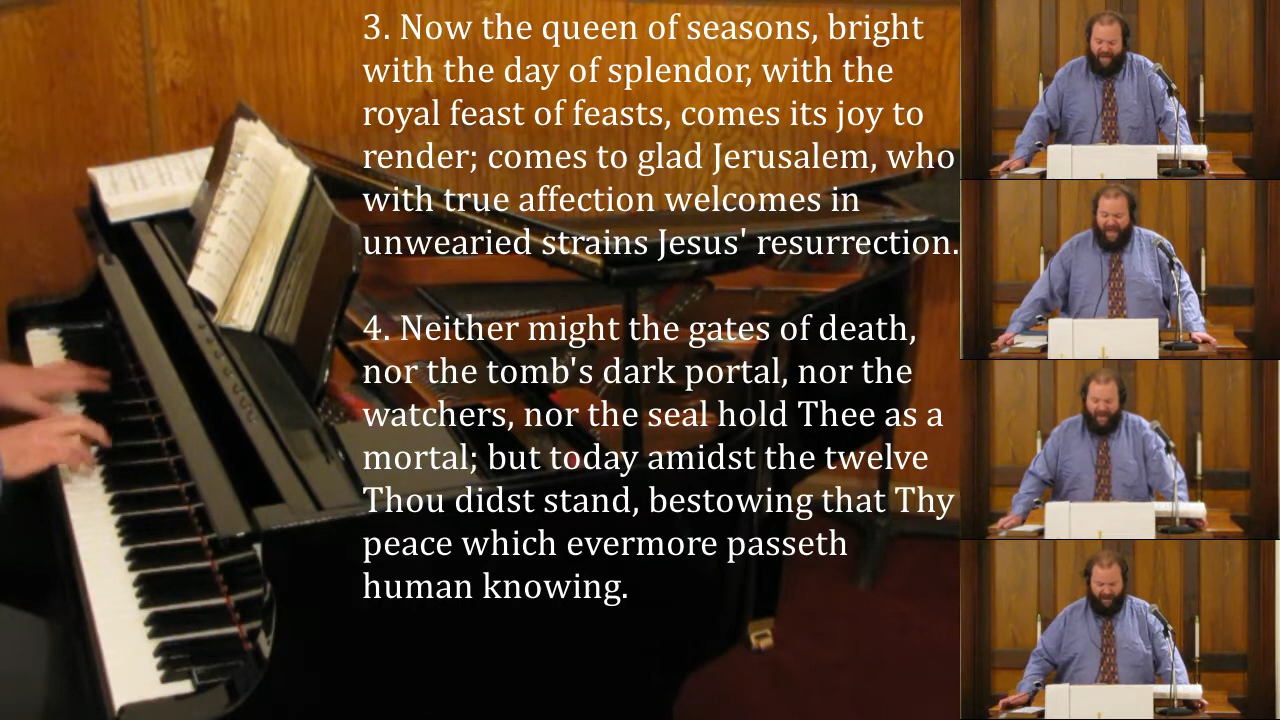 3. Now the queen of seasons, bright
with the day of splendor, with the
royal feast of feasts, comes its joy to
render; comes to glad Jerusalem, who
with true affection welcomes in
unwearied strains Jesus' resurrection.
4. Neither might the gates of death,
nor the tomb's dark portal, nor the
watchers, nor the seal hold Thee as a
mortal; but today amidst the twelve
Thou didst stand, bestowing that Thy
peace which evermore passeth
human knowing.